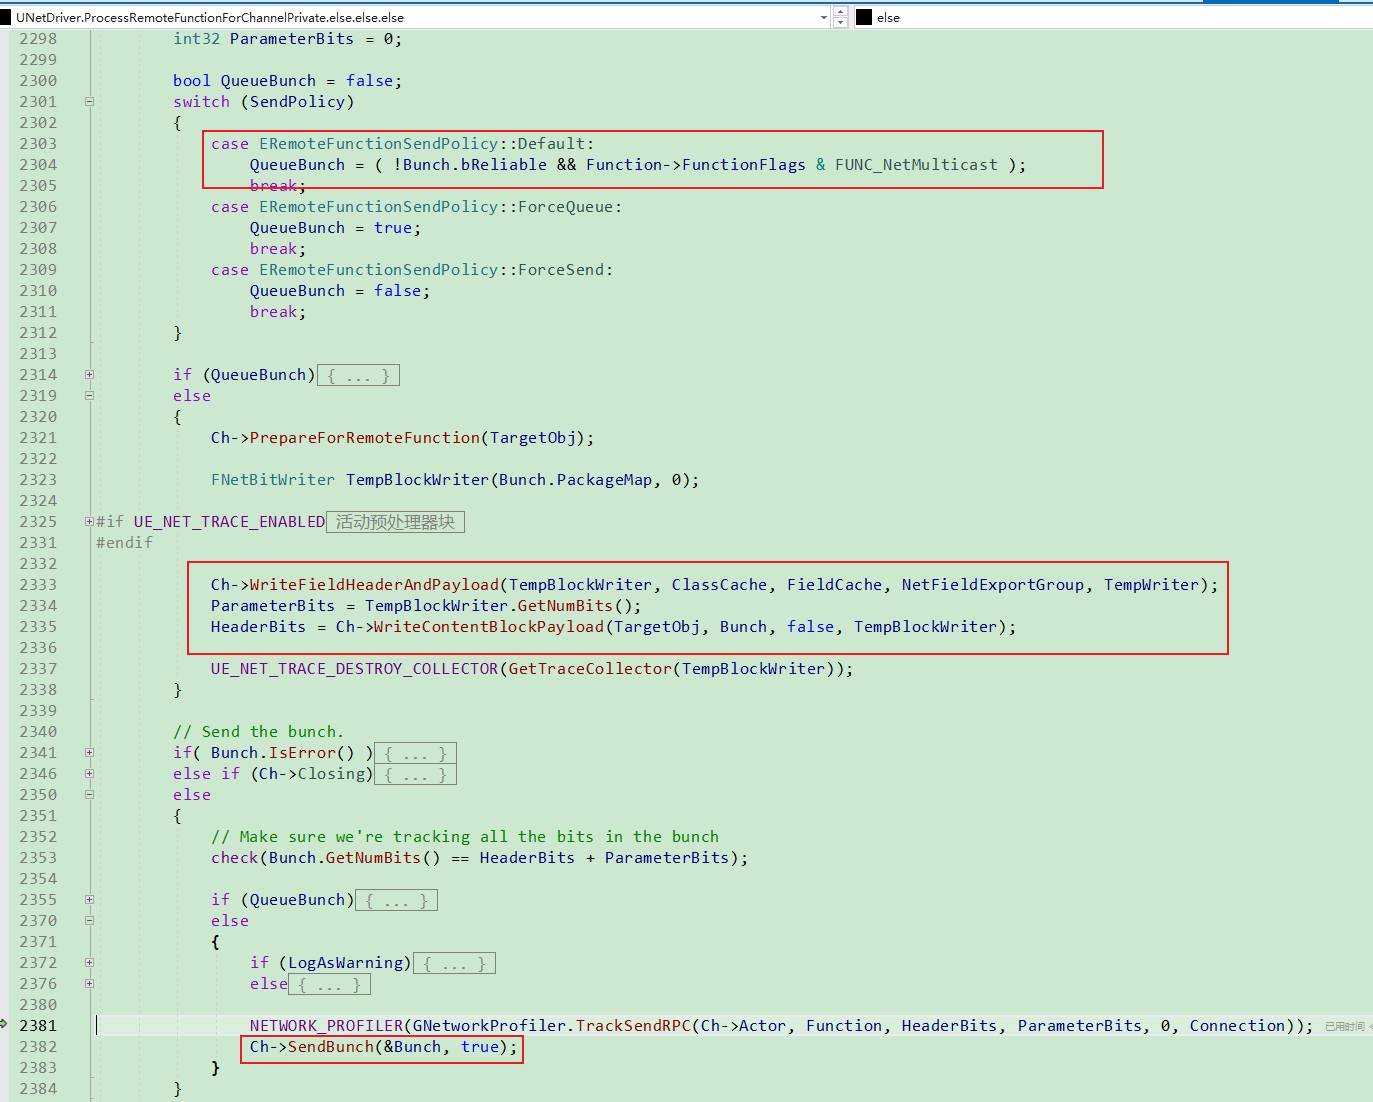 UNetDriver.ProcessRemoteFunctionForChannelPrivate.else.else.else
else
2298 int32 ParameterBits = 0;
2299
2300 bool QueueBunch = false;
2301 switch (SendPolicy)
2302 {
2303 case ERemoteFunctionSendPolicy::Default:
2304 QueueBunch = ( !Bunch.bReliable && Function->FunctionFlags & FUNC_NetMulticast );
2305 break;
2306 case ERemoteFunctionSendPolicy::ForceQueue:
2307 QueueBunch = true;
2308 break;
2309 case ERemoteFunctionSendPolicy::ForceSend:
2310 QueueBunch = false;
2311 break;
2312 }
2313
2314 if (QueueBunch){ ... }
2319 else
2320 {
2321 Ch->PrepareForRemoteFunction(TargetObj);
2322
2323 FNetBitWriter TempBlockWriter(Bunch.PackageMap, 0);
2324
2325 #if UE_NET_TRACE_ENABLED 活动预处理器块
2331 #endif
2332
2333 Ch->WriteFieldHeaderAndPayload(TempBlockWriter, ClassCache, FieldCache, NetFieldExportGroup, TempWriter);
2334 ParameterBits = TempBlockWriter.GetNumBits();
2335 HeaderBits = Ch->WriteContentBlockPayload(TargetObj, Bunch, false, TempBlockWriter);
2336
2337 UE_NET_TRACE_DESTROY_COLLECTOR(GetTraceCollector(TempBlockWriter));
2338 }
2339
2340 // Send the bunch.
2341 if( Bunch.IsError() ){ ... }
2346 else if (Ch->Closing){ ... }
2350 else
2351 {
2352 // Make sure we're tracking all the bits in the bunch
2353 check(Bunch.GetNumBits() == HeaderBits + ParameterBits);
2354
2355 if (QueueBunch){ ... }
2370 else
2371 {
2372 if (LogAsWarning){ ... }
2376 else{ ... }
2380
2381 NETWORK_PROFILER(GNetworkProfiler.TrackSendRPC(Ch->Actor, Function, HeaderBits, ParameterBits, 0, Connection)); 已用时间 <
2382 Ch->SendBunch(&Bunch, true);
2383 }
2384 }